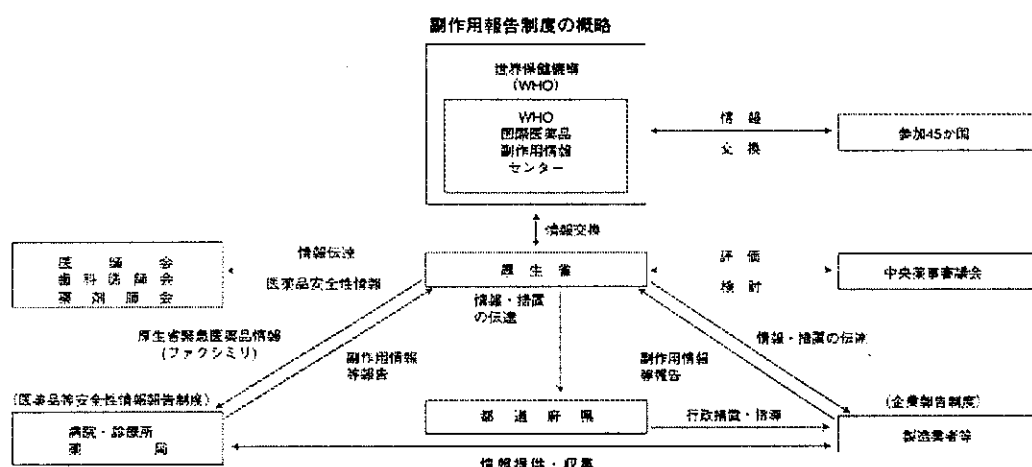 副作用報告制度の概略
世界保健機構
(WHO)
WHO
国際医薬品
副作用情報
センター
情報
交換
参加45か国
情報交換
医師会
歯科医師会
薬剤師会
情報伝達
医薬品安全性情報
厚生省
評価
検討
中央薬事審議会
情報・措置
の伝達
厚生省緊急医薬品情報
(ファクシミリ)
副作用情報
等報告
副作用情報
等報告
情報・措置の伝達
(医薬品等安全性情報報告制度)
病院・診療所
薬局
都道府県
行政措置・指導
(企業報告制度)
製造業者等
情報提供・収集